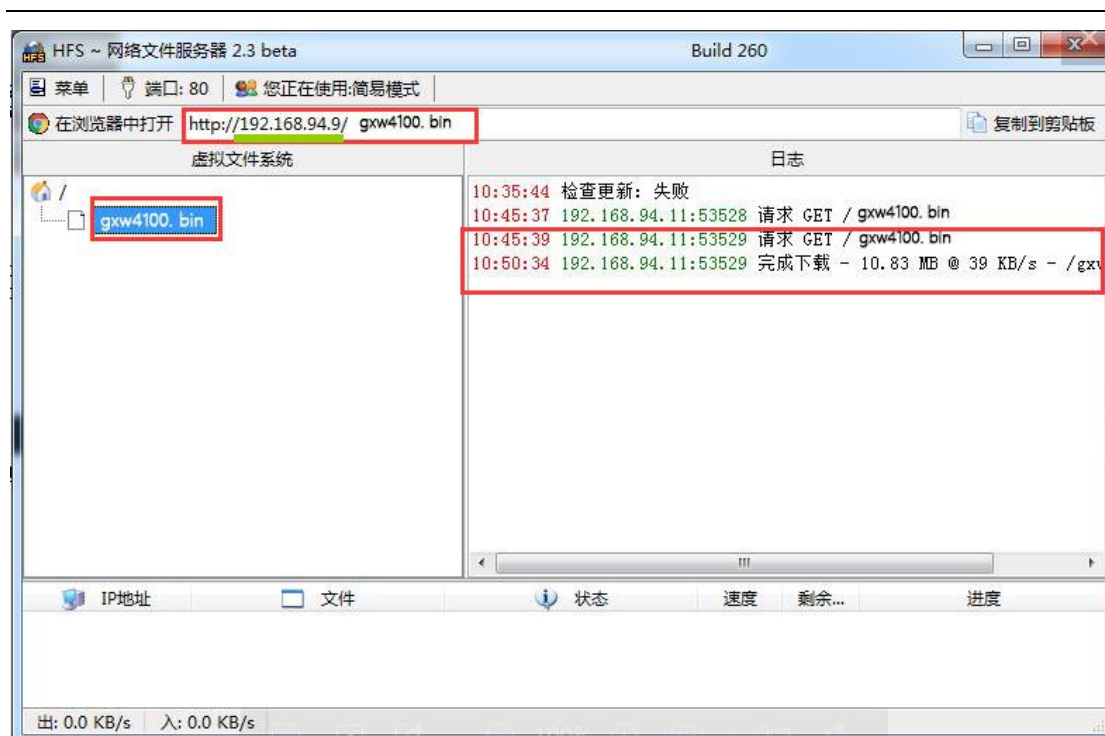 HFS ~ 网络文件服务器 2.3 beta Build 260
菜单 端口: 80 您正在使用:简易模式
在浏览器中打开 http://192.168.94.9/ gxw4100. bin 复制到剪贴板
虚拟文件系统 日志
/
gxw4100. bin
10:35:44 检查更新: 失败
10:45:37 192.168.94.11:53528 请求 GET / gxw4100. bin
10:45:39 192.168.94.11:53529 请求 GET / gxw4100. bin
10:50:34 192.168.94.11:53529 完成下载 - 10.83 MB @ 39 KB/s - /gxw
IP地址 文件 状态 速度 剩余... 进度
出: 0.0 KB/s 入: 0.0 KB/s